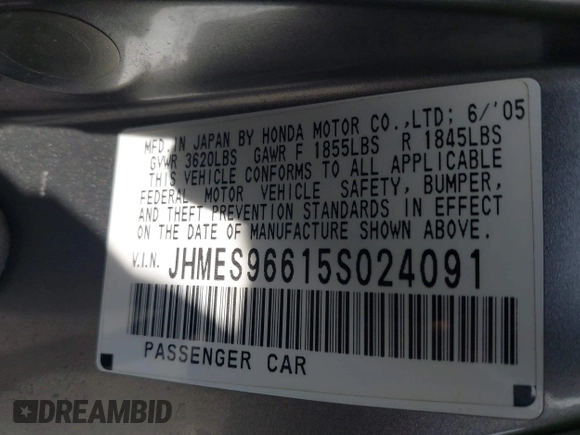 MFD.IN JAPAN BY HONDA MOTOR CO.,LTD; 6/'05
GVWR 3620LBS GAWR F 1855LBS R 1845LBS
THIS VEHICLE CONFORMS TO ALL APPLICABLE
FEDERAL MOTOR VEHICLE SAFETY, BUMPER,
AND THEFT PREVENTION STANDARDS IN EFFECT
ON THE DATE OF MANUFACTURE SHOWN ABOVE.
V.I.N. JHMES96615S024091
PASSENGER CAR
DREAMBID